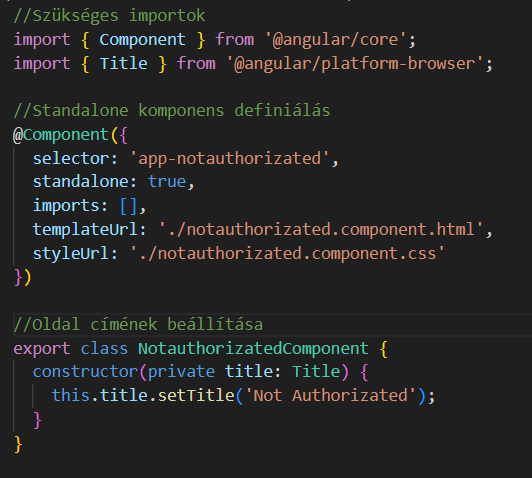 //Szükséges importok
import { Component } from '@angular/core';
import { Title } from '@angular/platform-browser';
//Standalone komponens definiálás
@Component({
  selector: 'app-notauthorizated',
  standalone: true,
  imports: [],
  templateUrl: './notauthorizated.component.html',
  styleUrl: './notauthorizated.component.css'
})
//Oldal címének beállítása
export class NotauthorizatedComponent {
  constructor(private title: Title) {
    this.title.setTitle('Not Authorizated');
  }
}